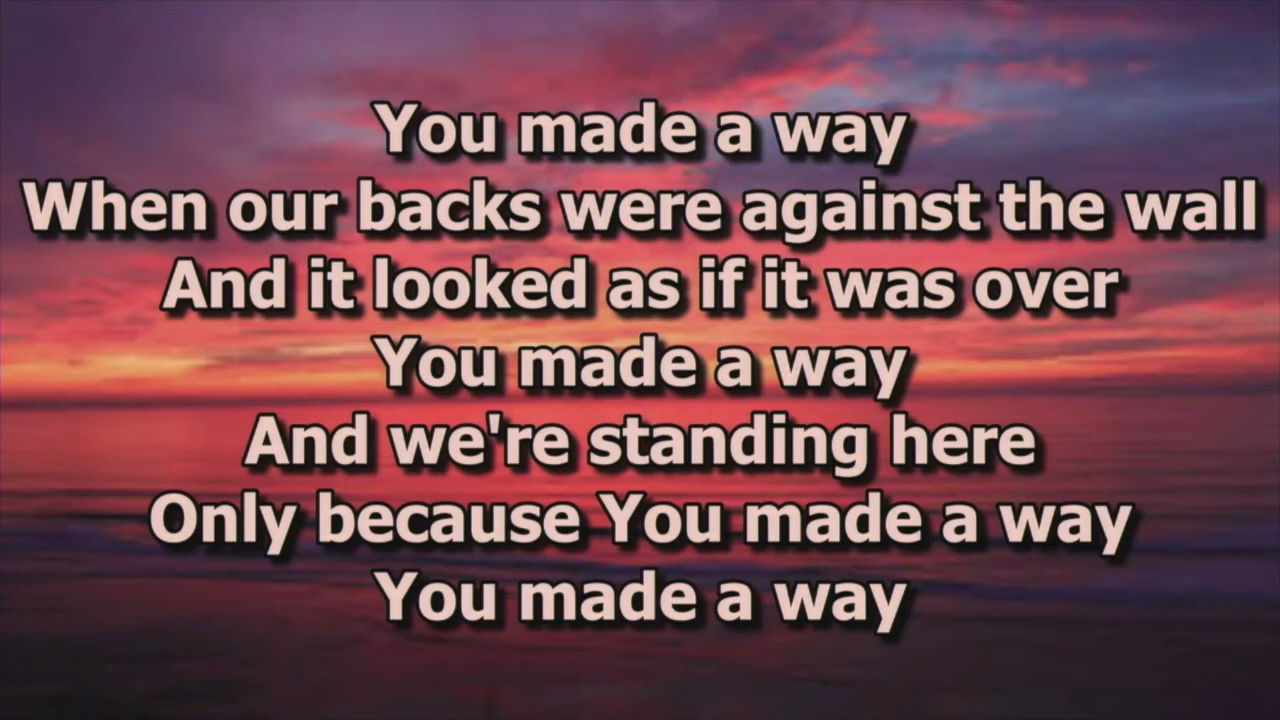 You made a way
When our backs were against the wall
And it looked as if it was over
You made a way
And we're standing here
Only because You made a way
You made a way